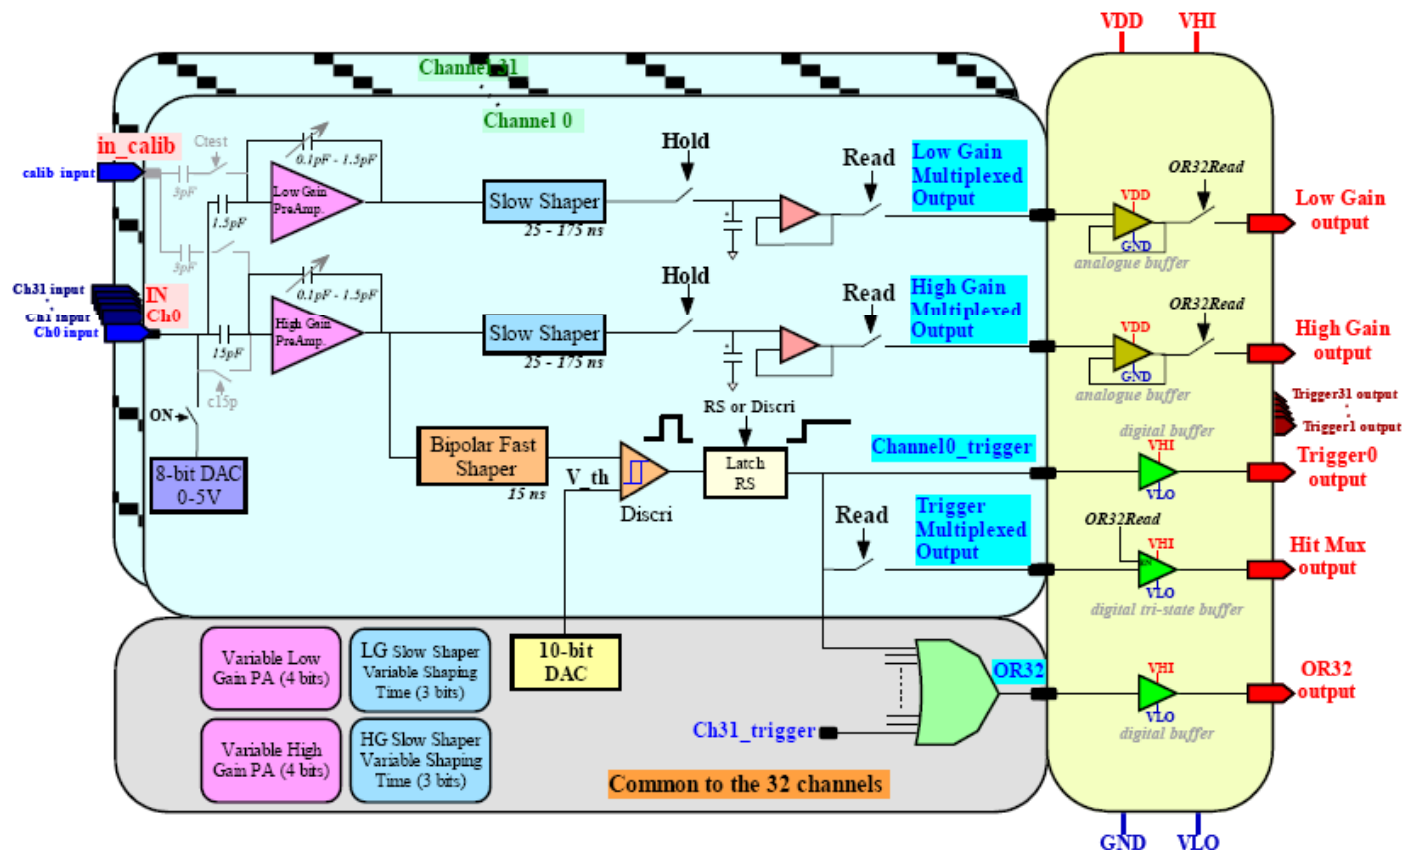 VDD
VHI
Channel 31
Channel 0
in_calib
calib input
Ctest
3pF
0.1pF - 1.5pF
Low Gain
PreAmp.
1.5pF
Slow Shaper
25 - 175 ns
Hold
Read
Low Gain
Multiplexed
Output
VDD
GND
analogue buffer
OR32Read
Low Gain
output
3pF
Ch31 input
Ch1 input
Ch0 input
IN
Ch0
0.1pF - 1.5pF
High Gain
PreAmp.
15pF
c15p
Slow Shaper
25 - 175 ns
Hold
Read
High Gain
Multiplexed
Output
VDD
GND
analogue buffer
OR32Read
High Gain
output
ON
8-bit DAC
0-5V
Bipolar Fast
Shaper
15 ns
V_th
Discri
RS or Discri
Latch
RS
Channel0_trigger
digital buffer
VHI
VLO
Trigger31 output
Trigger1 output
Trigger0
output
Read
Trigger
Multiplexed
Output
OR32Read
VHI
EN
VLO
digital tri-state buffer
Hit Mux
output
Variable Low
Gain PA (4 bits)
LG Slow Shaper
Variable Shaping
Time (3 bits)
10-bit
DAC
OR32
VHI
VLO
digital buffer
OR32
output
Variable High
Gain PA (4 bits)
HG Slow Shaper
Variable Shaping
Time (3 bits)
Ch31_trigger
Common to the 32 channels
GND
VLO